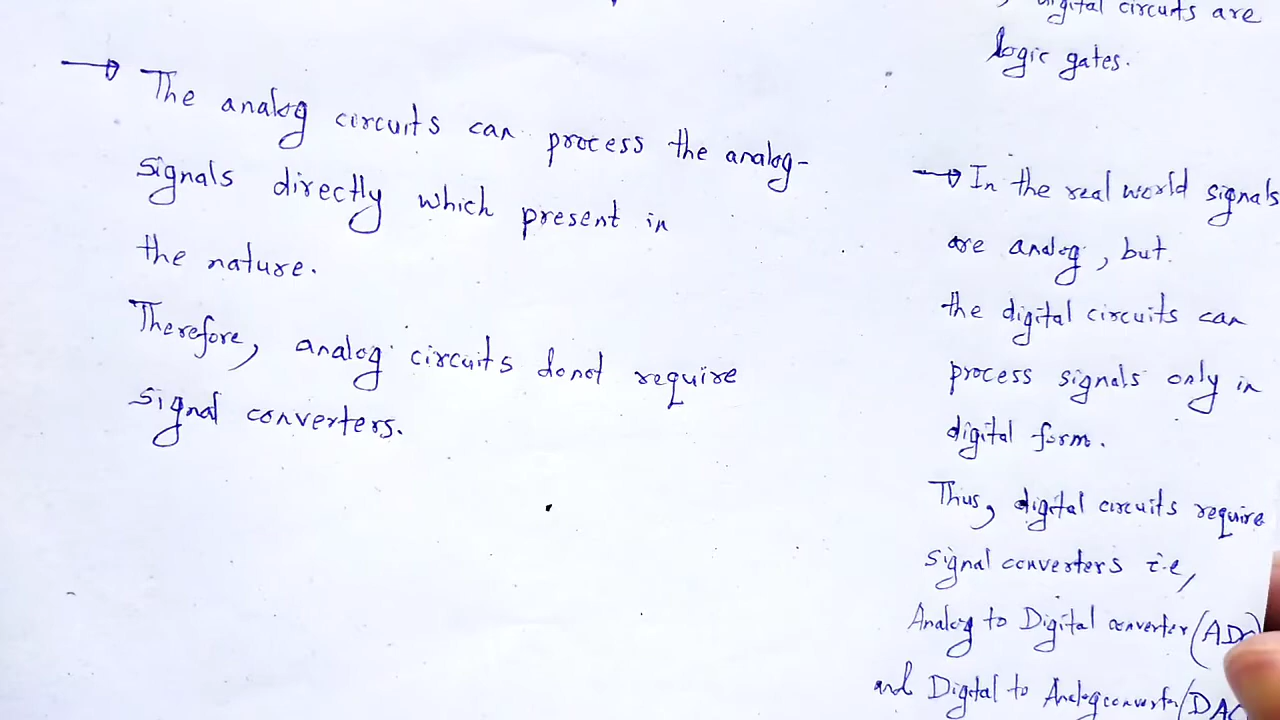 → The analog circuits can process the analog-
signals directly which present in
the nature.
Therefore, analog circuits donot require
signal converters.
digital circuits are
logic gates.
→ In the real world signals
are analog, but
the digital circuits can
process signals only in
digital form.
Thus, digital circuits require
signal converters i.e,
Analog to Digital converter (ADC)
and Digital to Analog converter (DAC